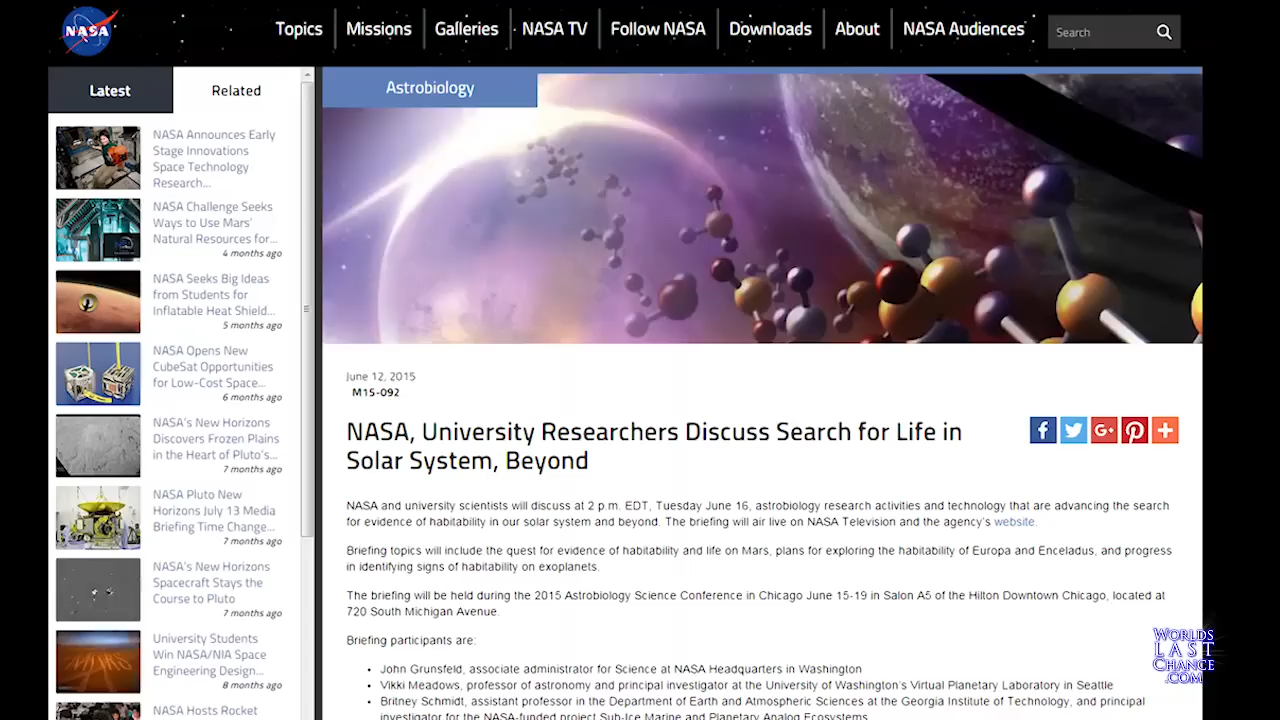 NASA
Topics
Missions
Galleries
NASA TV
Follow NASA
Downloads
About
NASA Audiences
Search
Latest
Related
NASA Announces Early
Stage Innovations
Space Technology
Research...
NASA Challenge Seeks
Ways to Use Mars'
Natural Resources for...
4 months ago
NASA Seeks Big Ideas
from Students for
Inflatable Heat Shield...
5 months ago
NASA Opens New
CubeSat Opportunities
for Low-Cost Space...
6 months ago
NASA's New Horizons
Discovers Frozen Plains
in the Heart of Pluto's...
7 months ago
NASA Pluto New
Horizons July 13 Media
Briefing Time Change...
7 months ago
NASA's New Horizons
Spacecraft Stays the
Course to Pluto
7 months ago
University Students
Win NASA/NIA Space
Engineering Design...
8 months ago
NASA Hosts Rocket
Astrobiology
June 12, 2015
M15-092
NASA, University Researchers Discuss Search for Life in
Solar System, Beyond
NASA and university scientists will discuss at 2 p.m. EDT, Tuesday June 16, astrobiology research activities and technology that are advancing the search
for evidence of habitability in our solar system and beyond. The briefing will air live on NASA Television and the agency's website.
Briefing topics will include the quest for evidence of habitability and life on Mars, plans for exploring the habitability of Europa and Enceladus, and progress
in identifying signs of habitability on exoplanets.
The briefing will be held during the 2015 Astrobiology Science Conference in Chicago June 15-19 in Salon A5 of the Hilton Downtown Chicago, located at
720 South Michigan Avenue.
Briefing participants are:
• John Grunsfeld, associate administrator for Science at NASA Headquarters in Washington
• Vikki Meadows, professor of astronomy and principal investigator at the University of Washington's Virtual Planetary Laboratory in Seattle
• Britney Schmidt, assistant professor in the Department of Earth and Atmospheric Sciences at the Georgia Institute of Technology, and principal
investigator for the NASA-funded project Sub-Ice Marine and Planetary Analog Ecosystems
WORLDS
LAST
CHANCE
.COM